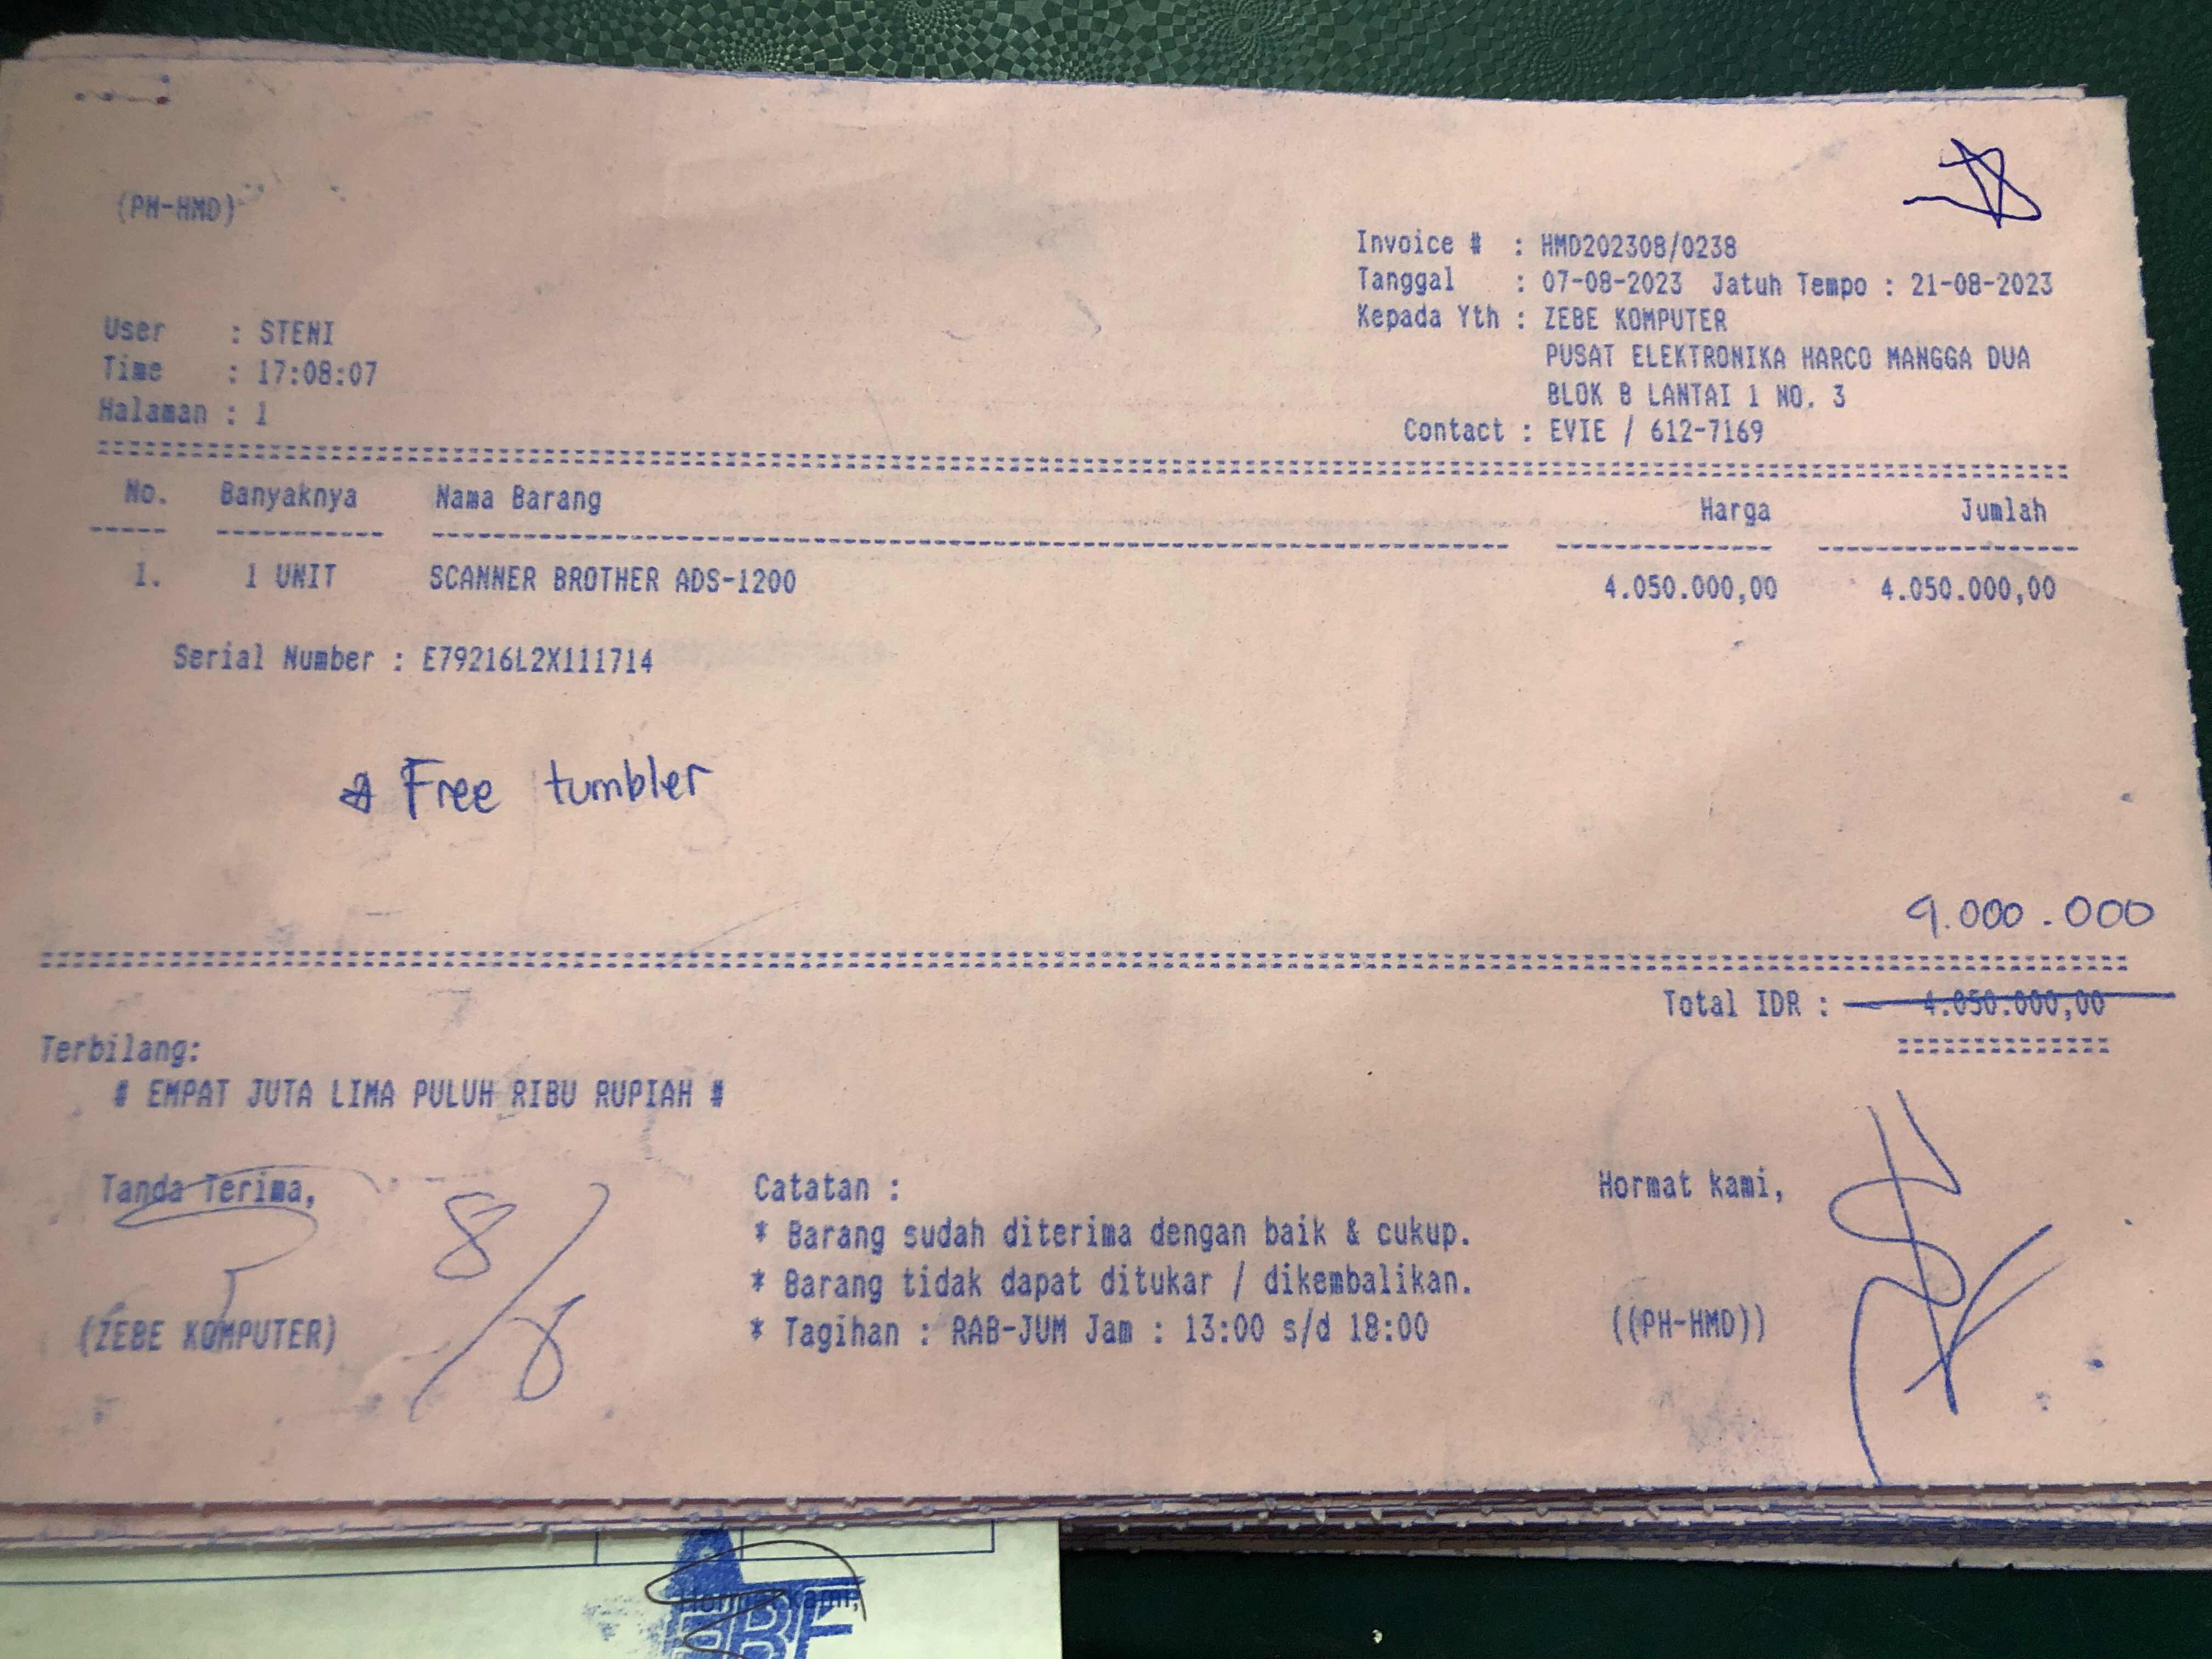 (PH-HMD)
Invoice # : HMD202308/0238
Tanggal : 07-08-2023 Jatuh Tempo : 21-08-2023
Kepada Yth : ZEBE KOMPUTER
PUSAT ELEKTRONIKA HARCO MANGGA DUA
BLOK B LANTAI 1 NO. 3
Contact : EVIE / 612-7169
User : STENI
Time : 17:08:07
Halaman : 1
No. Banyaknya Nama Barang Harga Jumlah
1. 1 UNIT SCANNER BROTHER ADS-1200 4.050.000,00 4.050.000,00
Serial Number : E79216L2X111714
Free tumbler
9.000.000
Total IDR : 4.050.000,00
Terbilang:
# EMPAT JUTA LIMA PULUH RIBU RUPIAH #
Tanda Terima,
8/8
(ZEBE KOMPUTER)
Catatan :
* Barang sudah diterima dengan baik & cukup.
* Barang tidak dapat ditukar / dikembalikan.
* Tagihan : RAB-JUM Jam : 13:00 s/d 18:00
Hormat kami,
((PH-HMD))
Hormat kami,